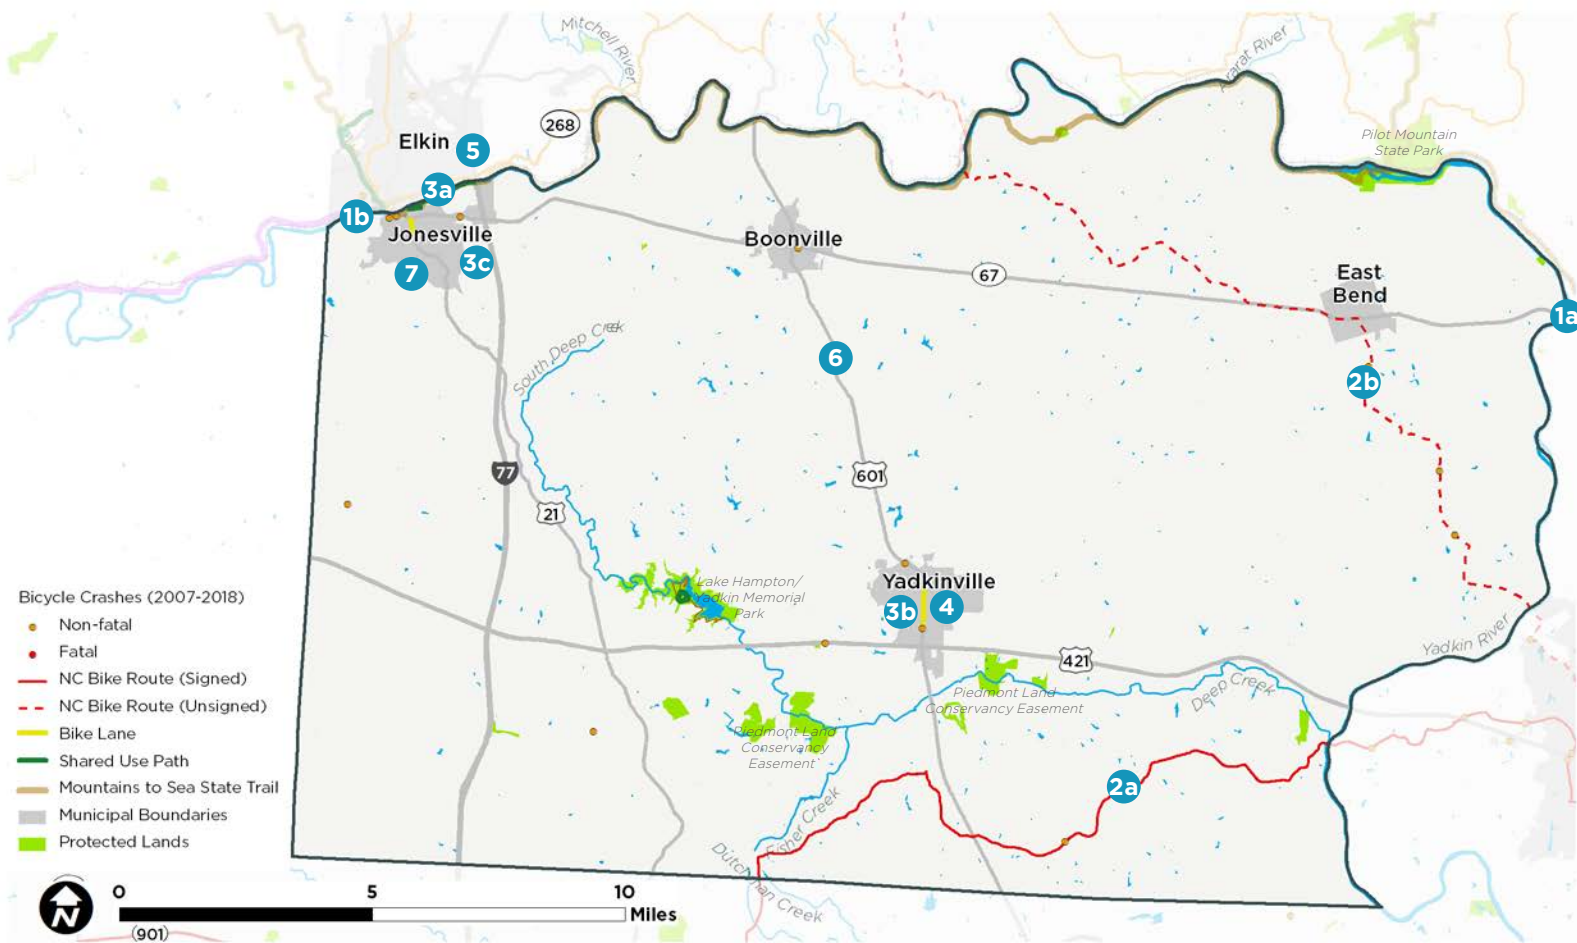 Mitchell River
Ararat River
268
Elkin
5
Pilot Mountain
State Park
3a
1b
Jonesville
3c
7
Boonville
67
East
Bend
1a
South Deep Creek
6
2b
77
601
21
Yadkinville
Lake Hampton/
Yadkin Memorial
Park
3b
4
421
Yadkin River
Deep Creek
Piedmont Land
Conservancy Easement
Piedmont Land
Conservancy
Easement
2a
Fisher Creek
Dutchman Creek
Bicycle Crashes (2007-2018)
Non-fatal
Fatal
NC Bike Route (Signed)
NC Bike Route (Unsigned)
Bike Lane
Shared Use Path
Mountains to Sea State Trail
Municipal Boundaries
Protected Lands
N
0 5 10
Miles
(901)